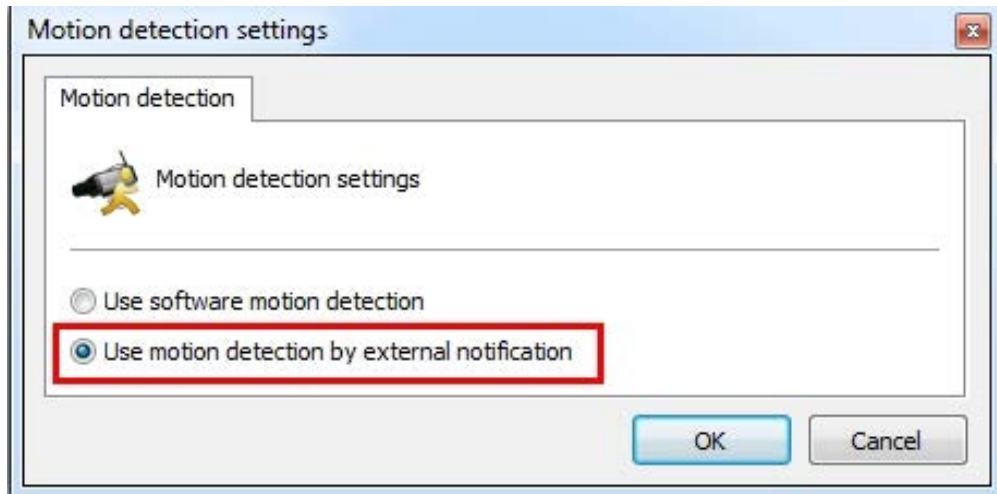 Motion detection settings
Motion detection
Motion detection settings
Use software motion detection
Use motion detection by external notification
OK
Cancel